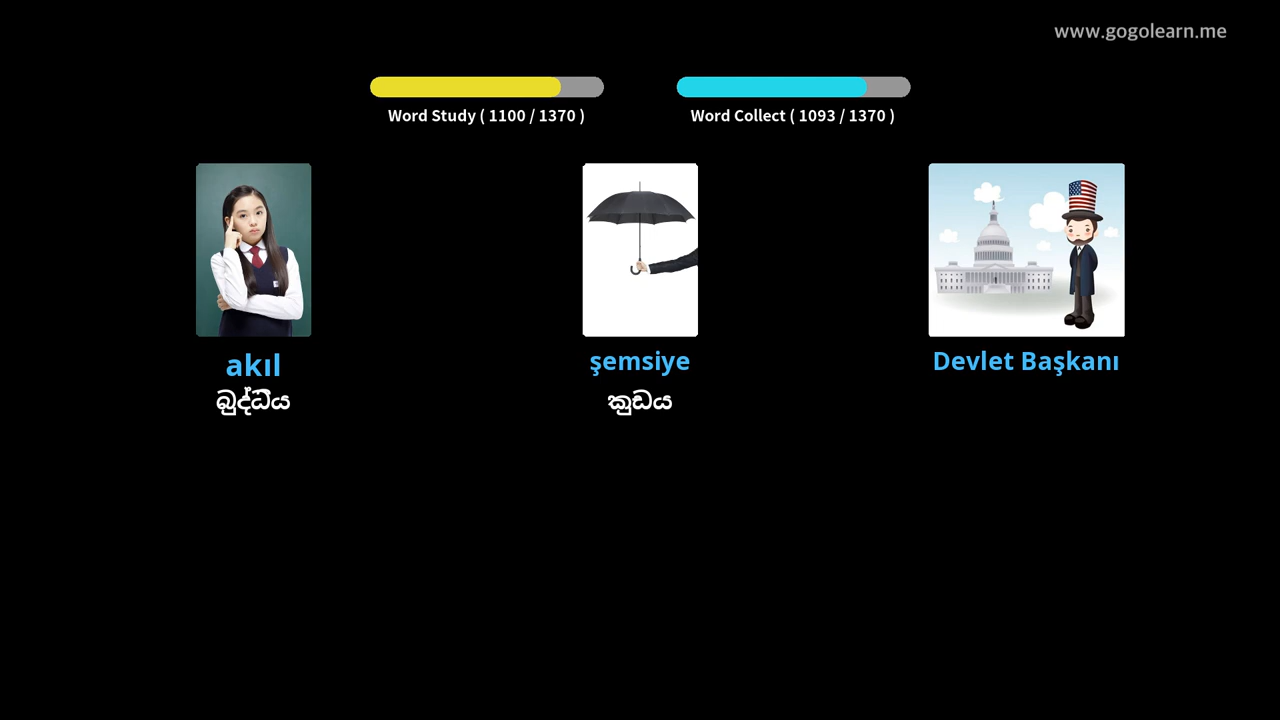 www.gogolearn.me
Word Study ( 1100 / 1370 )
Word Collect ( 1093 / 1370 )
akıl
şemsiye
Devlet Başkanı
බුද්ධිය
කුඩය